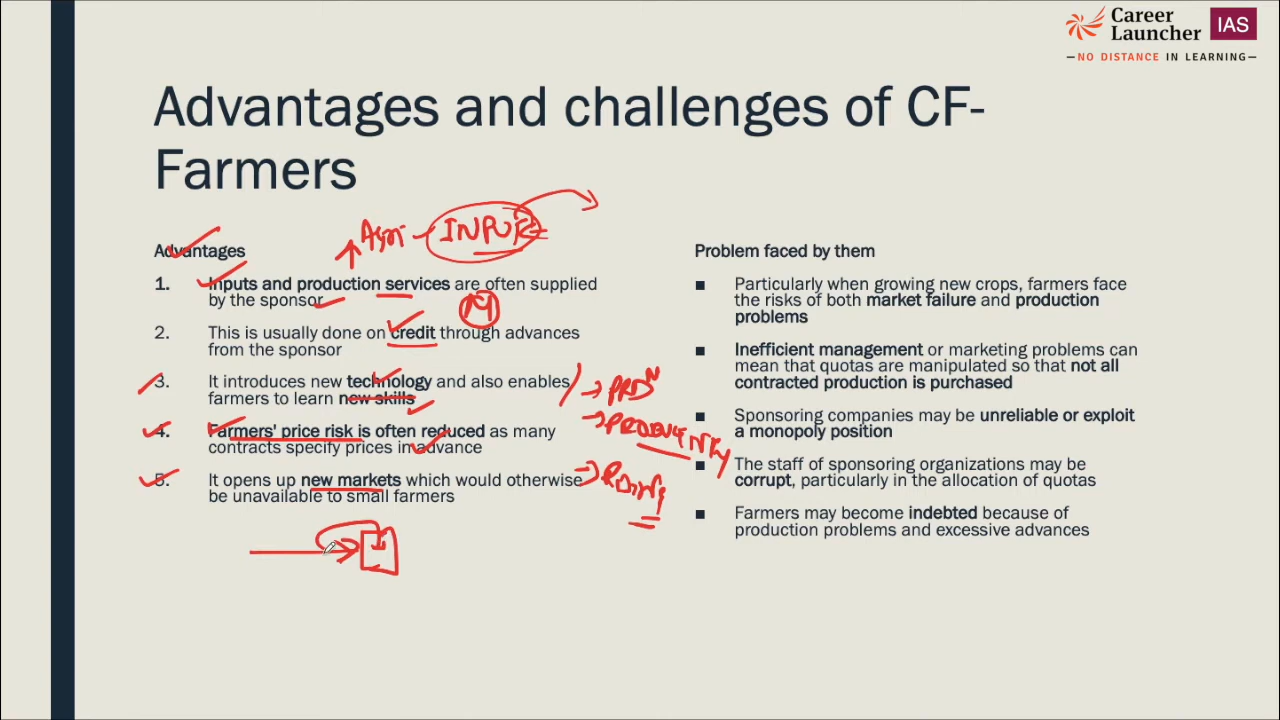 Career
Launcher
IAS
NO DISTANCE IN LEARNING
Advantages and challenges of CF-
Farmers
Agri - INPUT
Advantages
1. Inputs and production services are often supplied
by the sponsor
2. This is usually done on credit through advances
from the sponsor
3. It introduces new technology and also enables
farmers to learn new skills
4. Farmers' price risk is often reduced as many
contracts specify prices in advance
5. It opens up new markets which would otherwise
be unavailable to small farmers
PRDN
PRODUCTIVITY
Problem faced by them
■ Particularly when growing new crops, farmers face
the risks of both market failure and production
problems
■ Inefficient management or marketing problems can
mean that quotas are manipulated so that not all
contracted production is purchased
■ Sponsoring companies may be unreliable or exploit
a monopoly position
■ The staff of sponsoring organizations may be
corrupt, particularly in the allocation of quotas
■ Farmers may become indebted because of
production problems and excessive advances